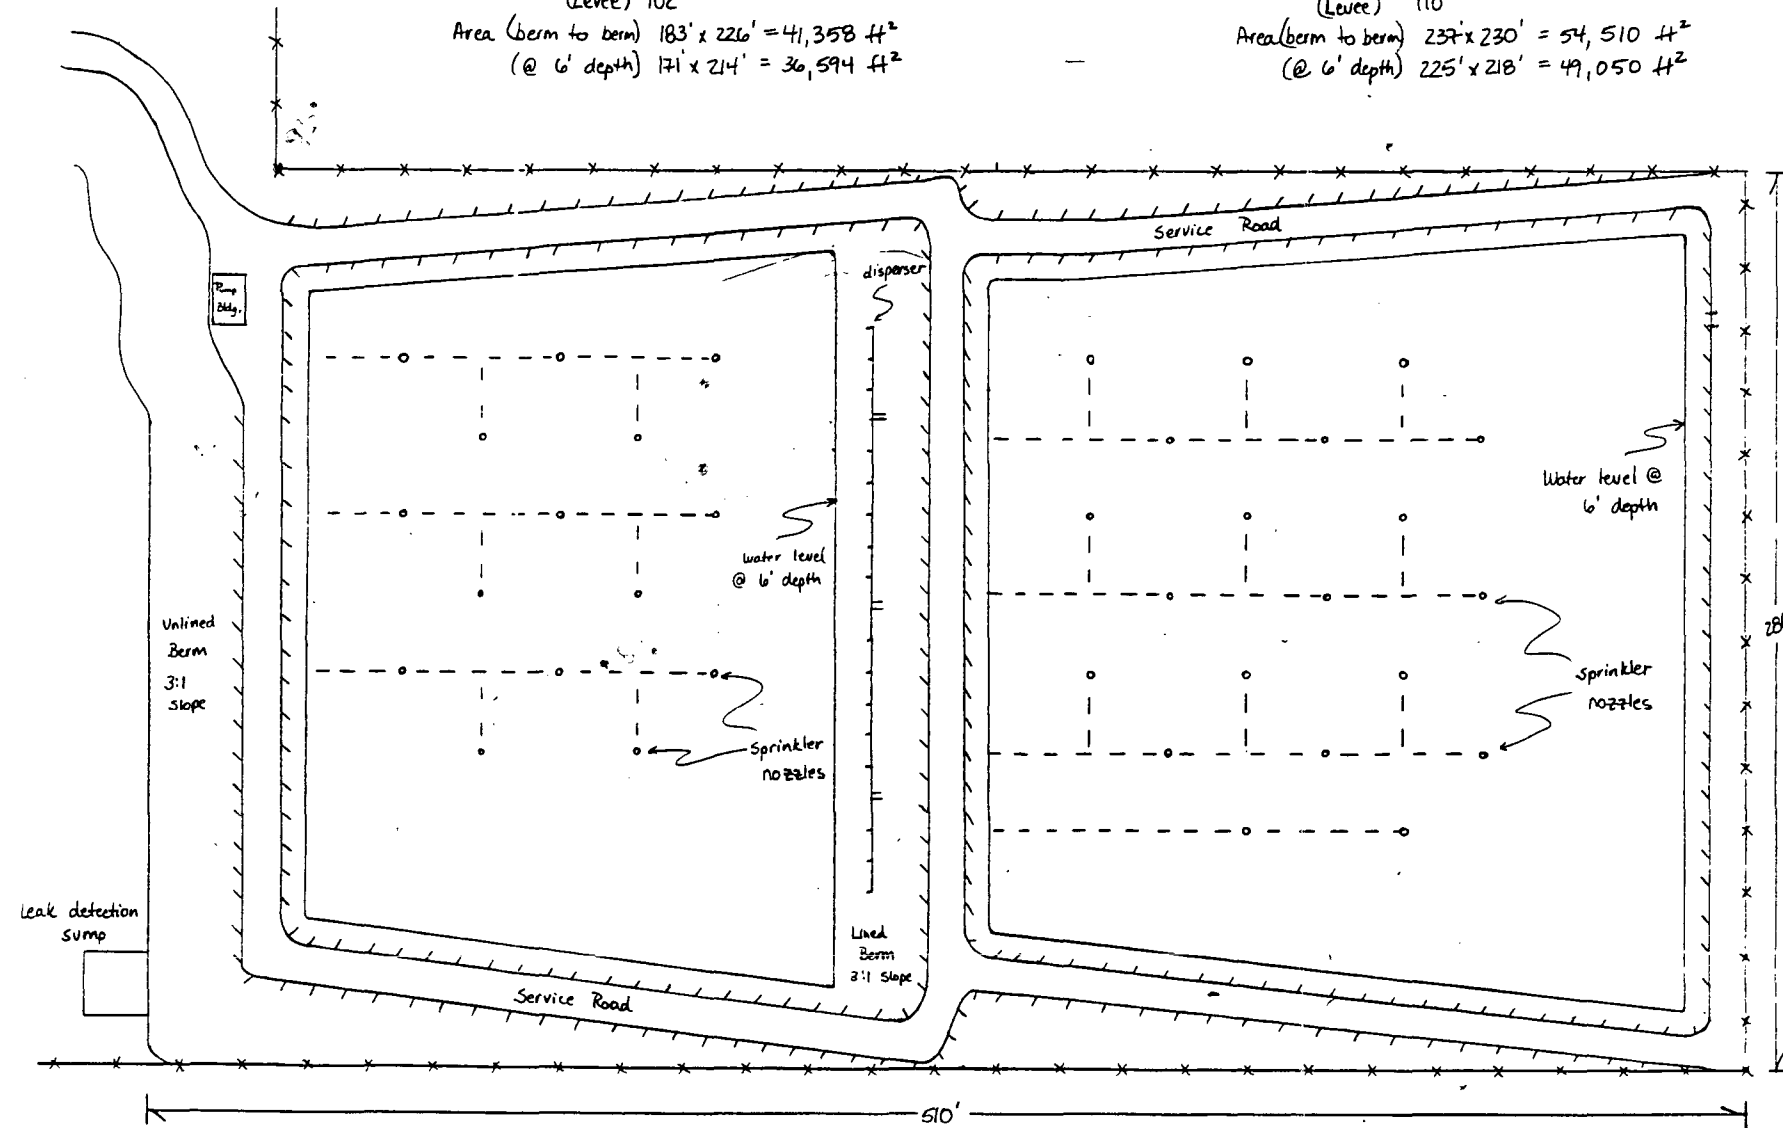 (Levee) 102
Area (berm to berm) 183' x 226' = 41,358 ft²
(@ 6' depth) 171' x 214' = 36,594 ft²
(Levee) 110
Area (berm to berm) 237' x 230' = 54,510 ft²
(@ 6' depth) 225' x 218' = 49,050 ft²
Service Road
disperser
Pump
Bldg.
Water level @
6' depth
water level
@ 6' depth
Unlined
Berm
3:1
Slope
Sprinkler
nozzles
Sprinkler
nozzles
Leak detection
Sump
Lined
Berm
3:1 Slope
Service Road
510'